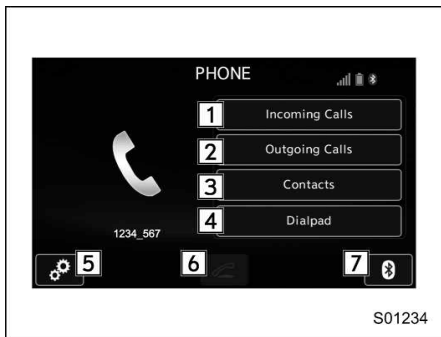 PHONE
1 Incoming Calls
2 Outgoing Calls
3 Contacts
4 Dialpad
1234_567
5 6 7
S01234